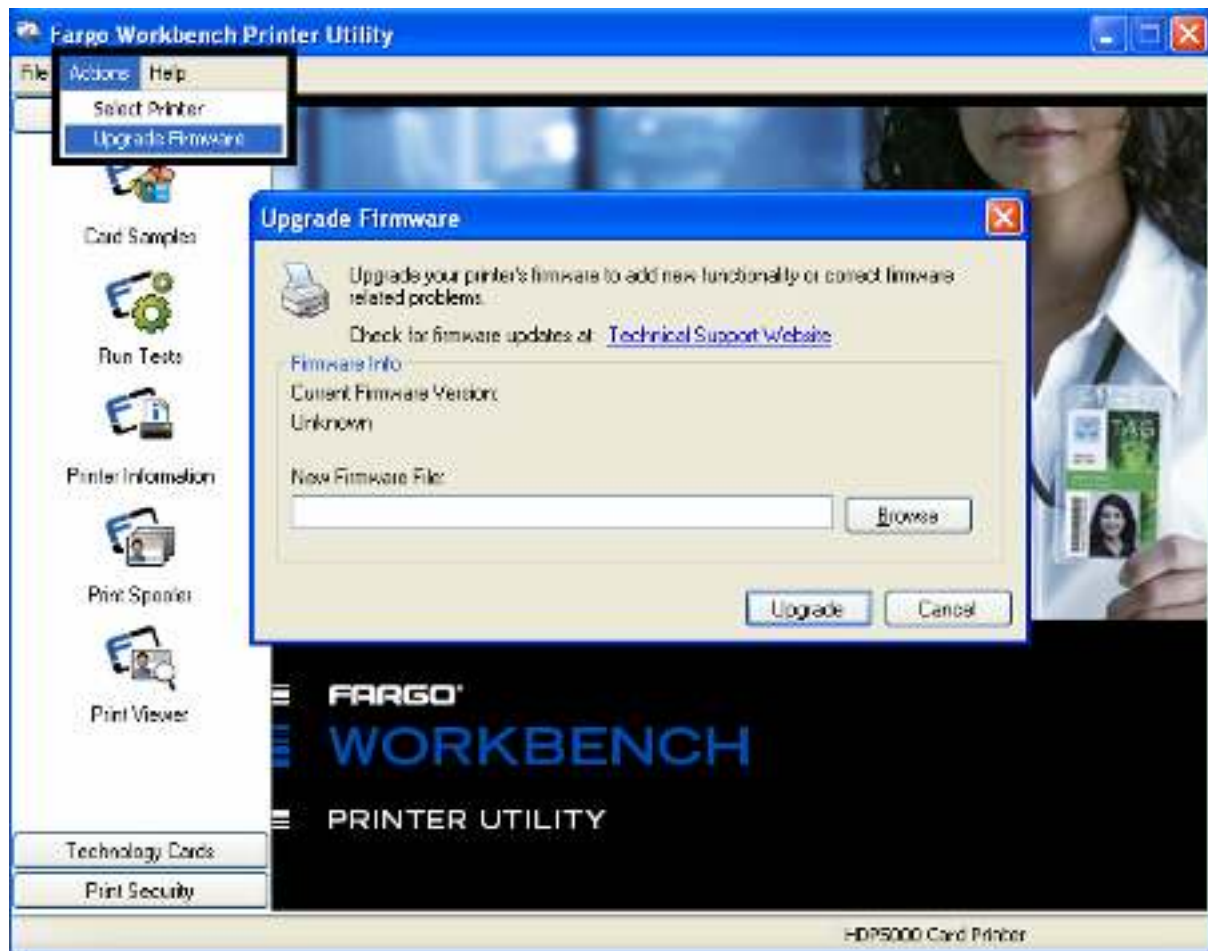 Fargo Workbench Printer Utility
File Actions Help
Select Printer
Upgrade Firmware
Card Samples
Run Tests
Printer Information
Print Spooler
Print Viewer
Technology Cards
Print Security
Upgrade Firmware
Upgrade your printer's firmware to add new functionality or correct firmware
related problems.
Check for firmware updates at: Technical Support Website
Firmware Info
Current Firmware Version:
Unknown
New Firmware File:
Browse
Upgrade Cancel
TAG
FARGO®
WORKBENCH
PRINTER UTILITY
HDP5000 Card Printer